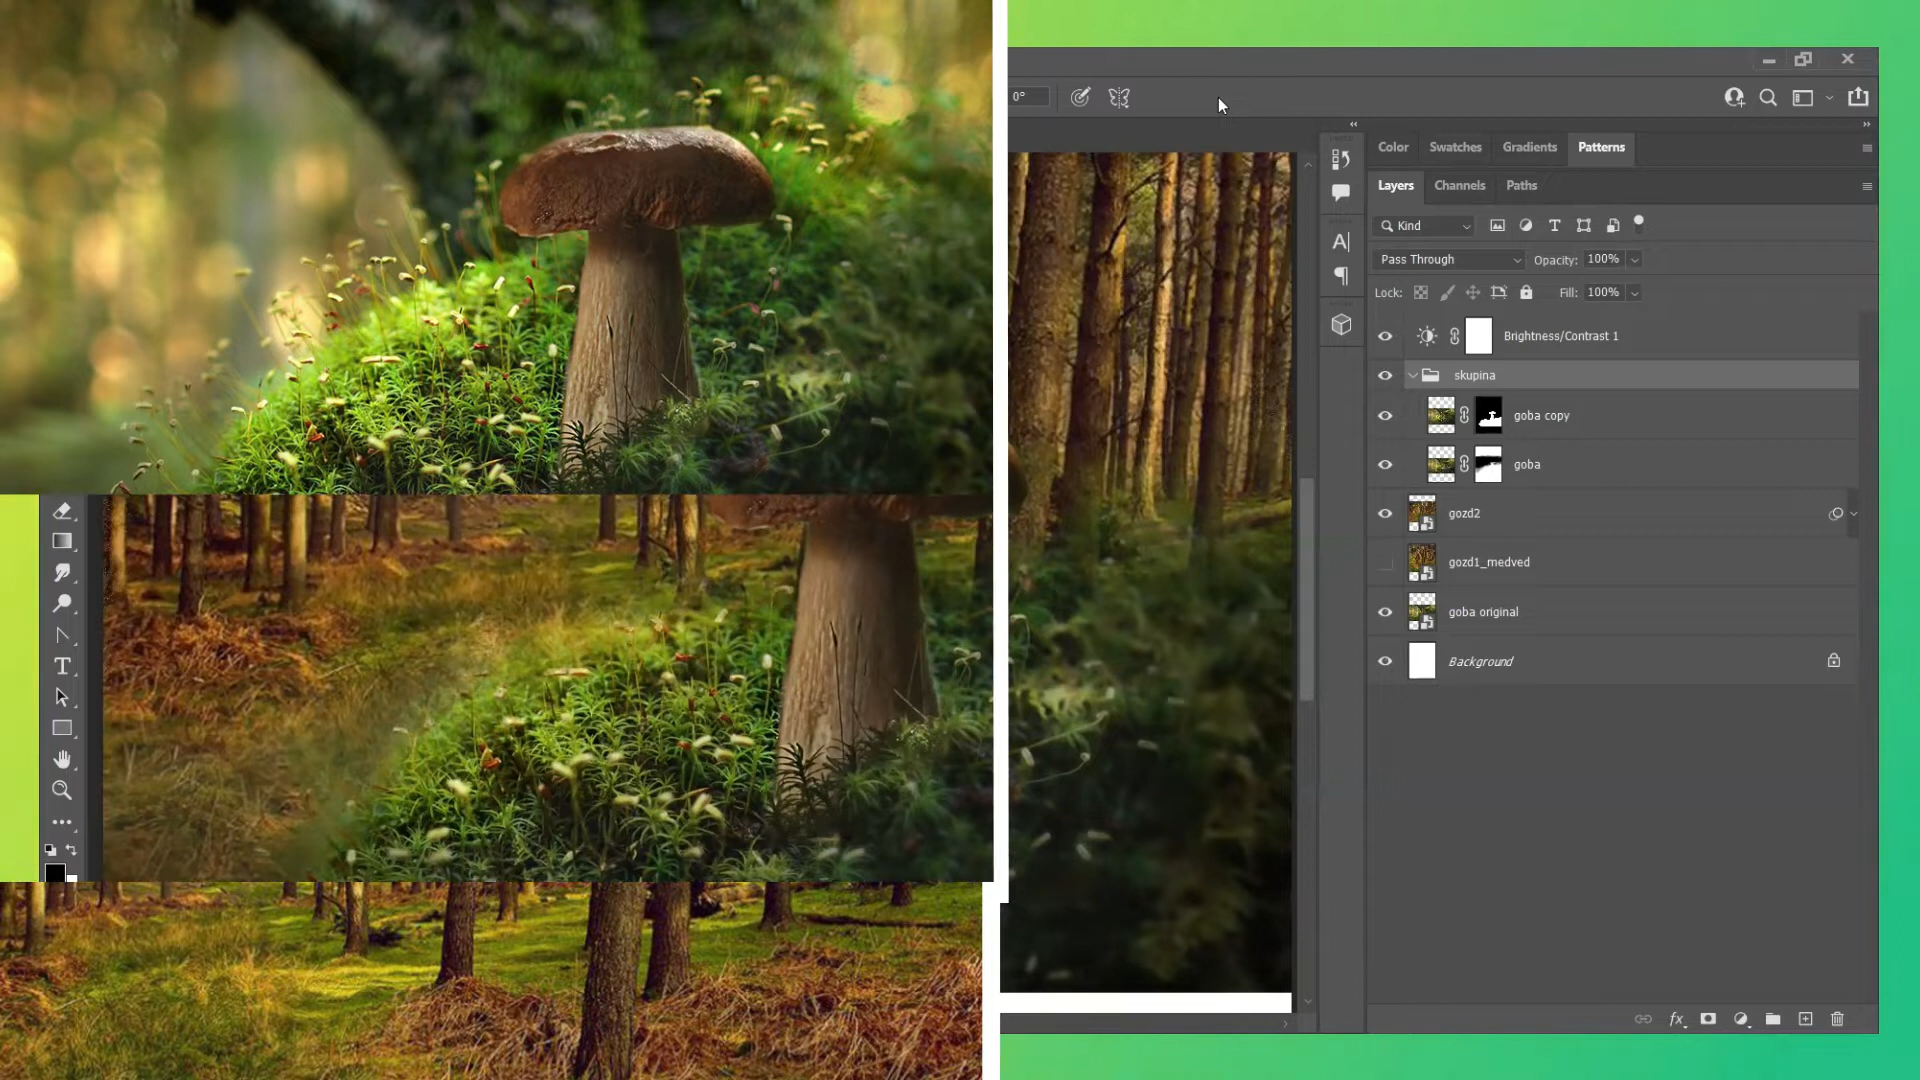 0°
Color Swatches Gradients Patterns
Layers Channels Paths
Kind
Pass Through Opacity: 100%
Lock: Fill: 100%
Brightness/Contrast 1
skupina
goba copy
goba
gozd2
gozd1_medved
goba original
Background